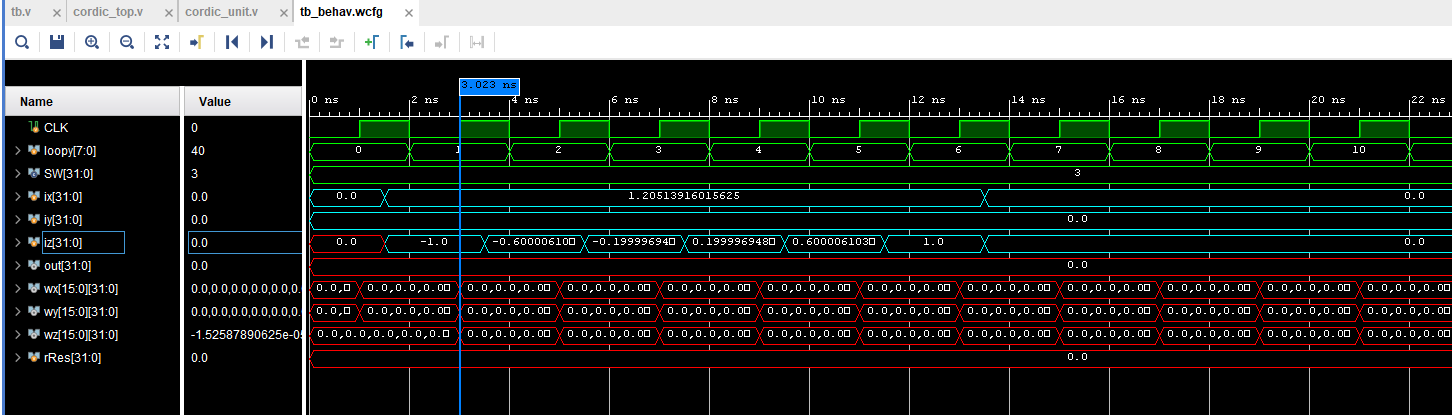 tb.v cordic_top.v cordic_unit.v tb_behav.wcfg
3.023 ns
Name Value 0 ns 2 ns 4 ns 6 ns 8 ns 10 ns 12 ns 14 ns 16 ns 18 ns 20 ns 22 ns
CLK 0
loopy[7:0] 40 0 1 2 3 4 5 6 7 8 9 10
SW[31:0] 3 3
ix[31:0] 0.0 0.0 1.20513916015625 0.0
iy[31:0] 0.0 0.0
iz[31:0] 0.0 0.0 -1.0 -0.60000610□ -0.19999694□ 0.199996948□ 0.600006103□ 1.0 0.0
out[31:0] 0.0 0.0
wx[15:0][31:0] 0.0,0.0,0.0,0.0,0.0,0. 0.0,□ 0.0,0.0,0.0□ 0.0,0.0,0.0□ 0.0,0.0,0.0□ 0.0,0.0,0.0□ 0.0,0.0,0.0□ 0.0,0.0,0.0□ 0.0,0.0,0.0□ 0.0,0.0,0.0□ 0.0,0.0,0.0□ 0.0,0.0,0.0□ 0.0,0.0,0.0□
wy[15:0][31:0] 0.0,0.0,0.0,0.0,0.0,0. 0.0,□ 0.0,0.0,0.0□ 0.0,0.0,0.0□ 0.0,0.0,0.0□ 0.0,0.0,0.0□ 0.0,0.0,0.0□ 0.0,0.0,0.0□ 0.0,0.0,0.0□ 0.0,0.0,0.0□ 0.0,0.0,0.0□ 0.0,0.0,0.0□ 0.0,0.0,0.0□
wz[15:0][31:0] -1.52587890625e-05 0.0,0.0,0.0,0.0,0.0□ 0.0,0.0,0.0□ 0.0,0.0,0.0□ 0.0,0.0,0.0□ 0.0,0.0,0.0□ 0.0,0.0,0.0□ 0.0,0.0,0.0□ 0.0,0.0,0.0□ 0.0,0.0,0.0□ 0.0,0.0,0.0□ 0.0,0.0,0.0□
rRes[31:0] 0.0 0.0